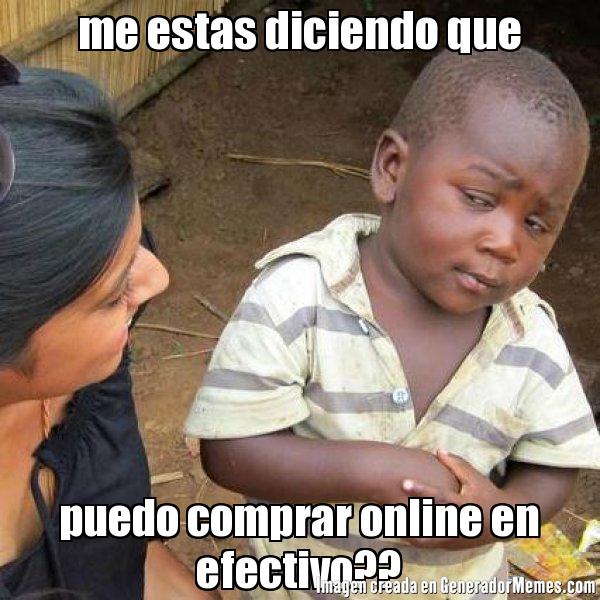 me estas diciendo que
puedo comprar online en
efectivo??
Imagen creada en GeneradorMemes.com